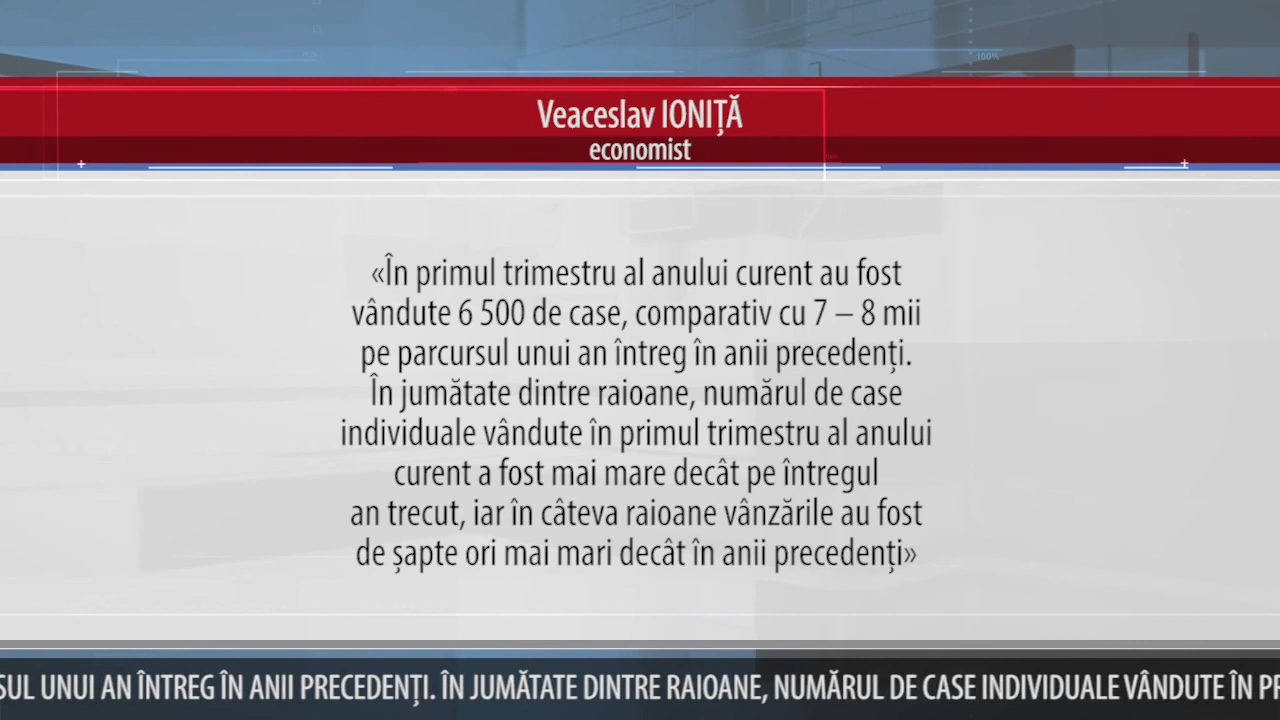 Veaceslav IONIȚĂ
economist
«În primul trimestru al anului curent au fost
vândute 6 500 de case, comparativ cu 7 – 8 mii
pe parcursul unui an întreg în anii precedenți.
În jumătate dintre raioane, numărul de case
individuale vândute în primul trimestru al anului
curent a fost mai mare decât pe întregul
an trecut, iar în câteva raioane vânzările au fost
de șapte ori mai mari decât în anii precedenți»
SUL UNUI AN ÎNTREG ÎN ANII PRECEDENȚI. ÎN JUMĂTATE DINTRE RAIOANE, NUMĂRUL DE CASE INDIVIDUALE VÂNDUTE ÎN PR